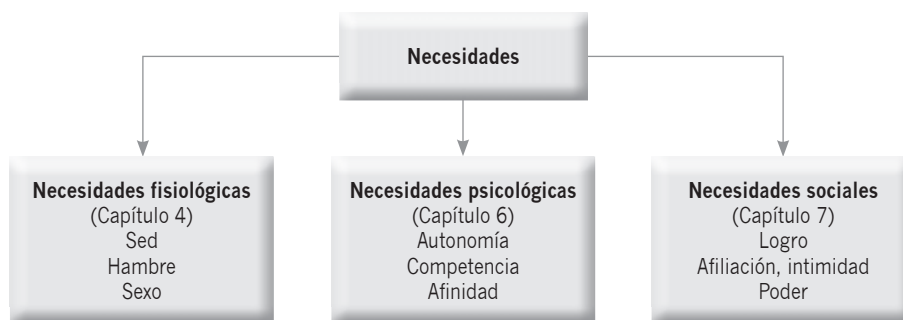 Necesidades
Necesidades fisiológicas
(Capítulo 4)
Sed
Hambre
Sexo
Necesidades psicológicas
(Capítulo 6)
Autonomía
Competencia
Afinidad
Necesidades sociales
(Capítulo 7)
Logro
Afiliación, intimidad
Poder